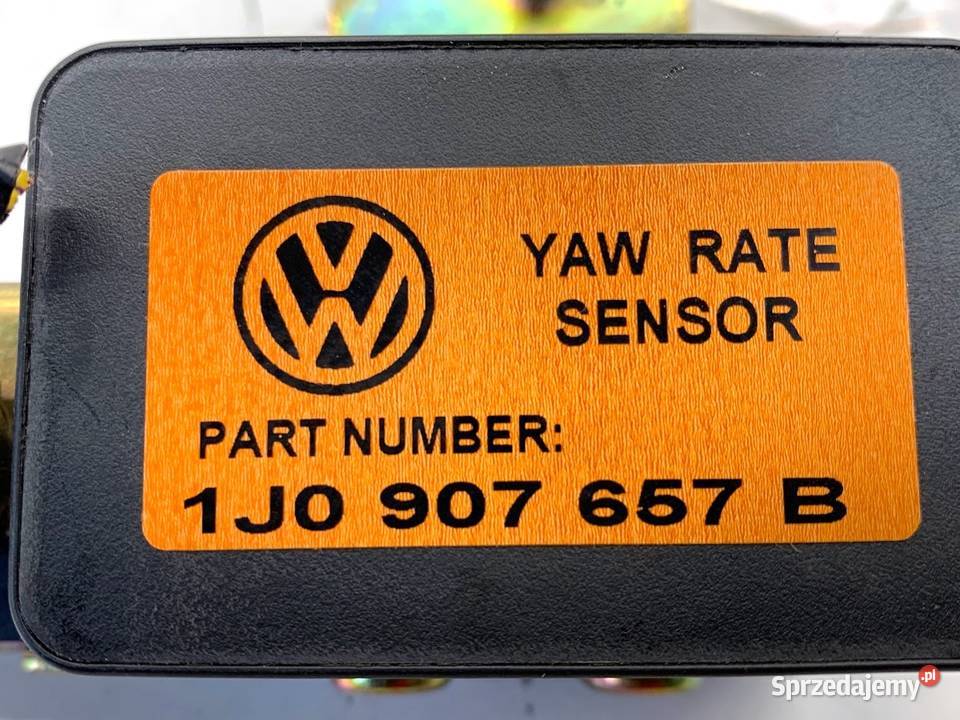 YAW RATE
SENSOR
PART NUMBER:
1J0 907 657 B
Sprzedajemy.pl